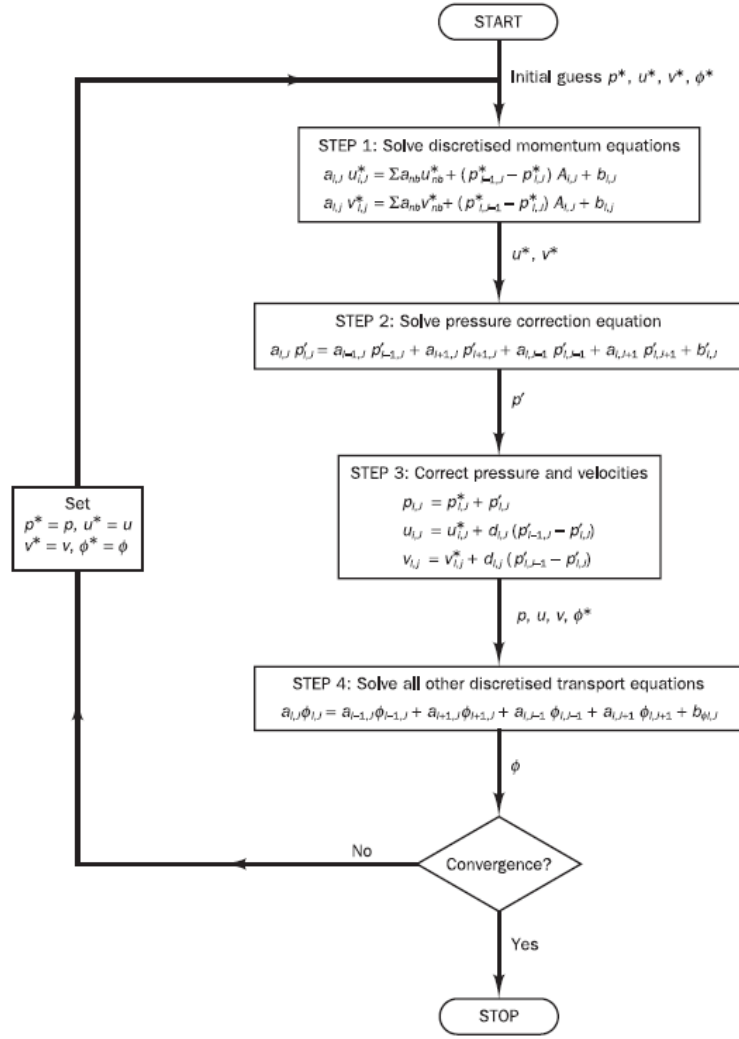 START
Initial guess p*, u*, v*, ϕ*
STEP 1: Solve discretised momentum equations
a_{i,J} u*_{i,J} = Σa_{nb}u*_{nb} + (p*_{I–1,J} – p*_{I,J}) A_{i,J} + b_{i,J}
a_{I,j} v*_{I,j} = Σa_{nb}v*_{nb} + (p*_{I,J–1} – p*_{I,J}) A_{I,j} + b_{I,j}
u*, v*
STEP 2: Solve pressure correction equation
a_{I,J} p′_{I,J} = a_{I–1,J} p′_{I–1,J} + a_{I+1,J} p′_{I+1,J} + a_{I,J–1} p′_{I,J–1} + a_{I,J+1} p′_{I,J+1} + b′_{I,J}
p′
STEP 3: Correct pressure and velocities
p_{I,J} = p*_{I,J} + p′_{I,J}
u_{i,J} = u*_{i,J} + d_{i,J} (p′_{I–1,J} – p′_{I,J})
v_{I,j} = v*_{I,j} + d_{I,j} (p′_{I,J–1} – p′_{I,J})
Set
p* = p, u* = u
v* = v, ϕ* = ϕ
p, u, v, ϕ*
STEP 4: Solve all other discretised transport equations
a_{I,J}ϕ_{I,J} = a_{I–1,J}ϕ_{I–1,J} + a_{I+1,J}ϕ_{I+1,J} + a_{I,J–1} ϕ_{I,J–1} + a_{I,J+1} ϕ_{I,J+1} + b_{ϕI,J}
ϕ
No
Convergence?
Yes
STOP